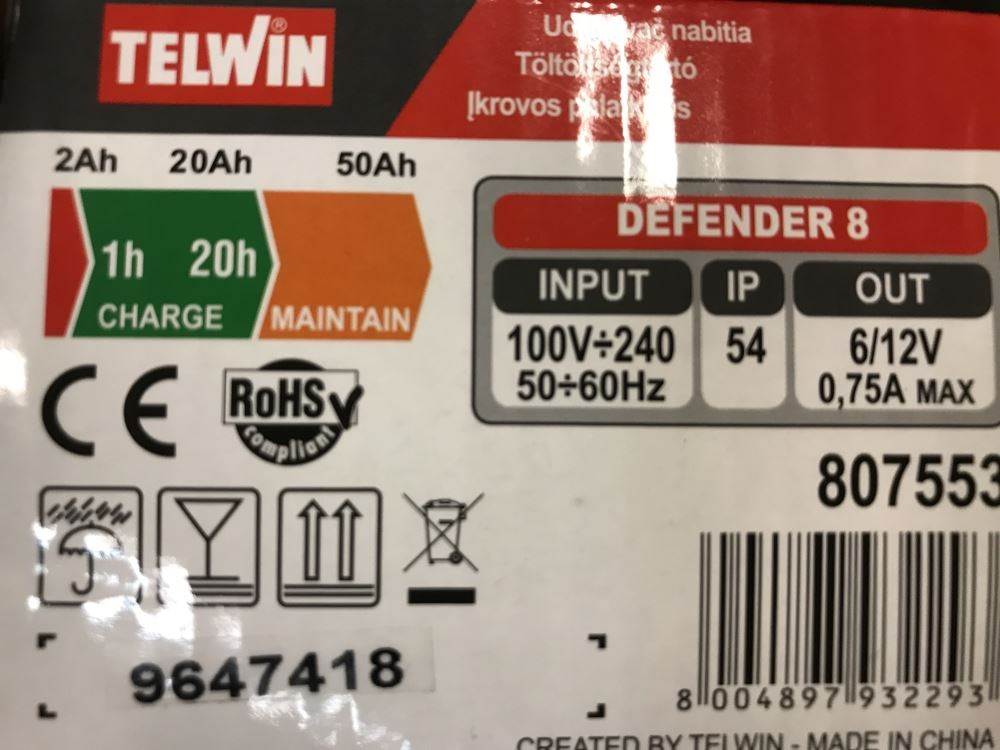 TELWIN®
nabitia
Įkrovos
2Ah 20Ah 50Ah
1h 20h
CHARGE MAINTAIN
DEFENDER 8
INPUT IP OUT
100V÷240 54 6/12V
50÷60Hz 0,75A MAX
CE
RoHS
compliant
807553
8 004897 932293
9647418
CREATED BY TELWIN - MADE IN CHINA